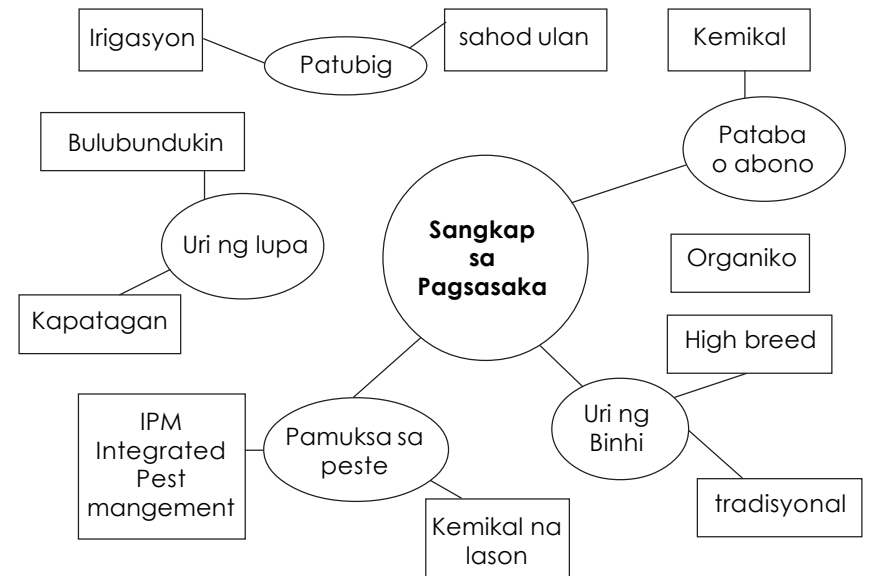 Irigasyon
Patubig
sahod ulan
Kemikal
Pataba
o abono
Bulubundukin
Uri ng lupa
Kapatagan
Sangkap
sa
Pagsasaka
Organiko
High breed
Uri ng
Binhi
tradisyonal
IPM
Integrated
Pest
mangement
Pamuksa sa
peste
Kemikal na
lason